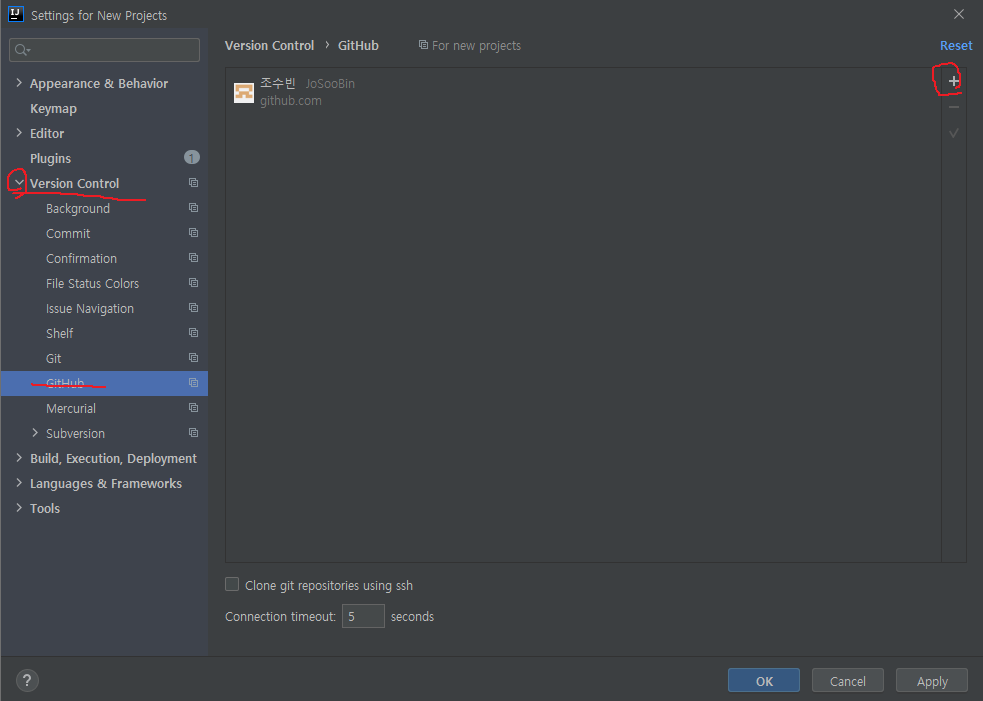 Settings for New Projects
Version Control › GitHub For new projects Reset
Appearance & Behavior
Keymap
Editor
Plugins 1
Version Control
Background
Commit
Confirmation
File Status Colors
Issue Navigation
Shelf
Git
GitHub
Mercurial
Subversion
Build, Execution, Deployment
Languages & Frameworks
Tools
조수빈 JoSooBin
github.com
Clone git repositories using ssh
Connection timeout: 5 seconds
? OK Cancel Apply